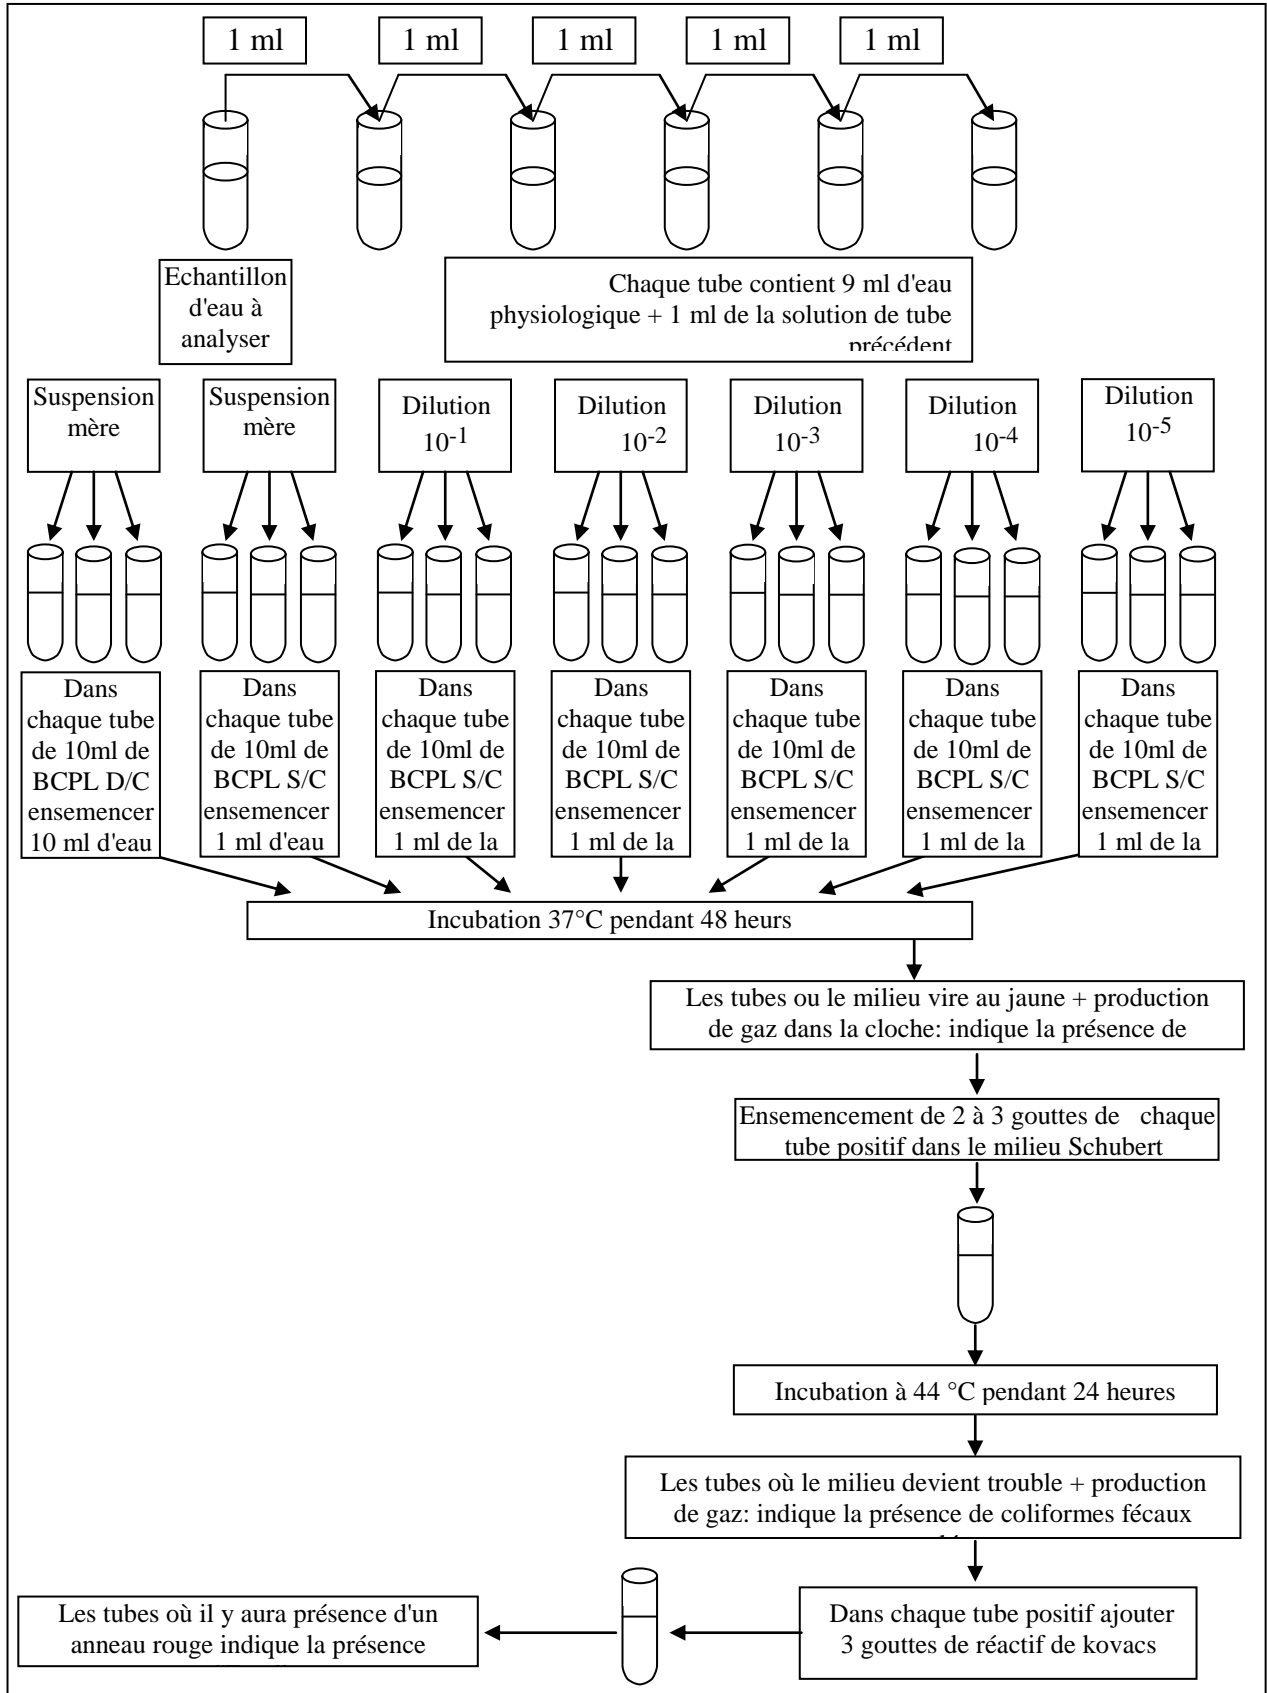 1 ml
1 ml
1 ml
1 ml
1 ml
Echantillon
d'eau à
analyser
Chaque tube contient 9 ml d'eau
physiologique + 1 ml de la solution de tube
précédent
Suspension
mère
Suspension
mère
Dilution
10-1
Dilution
10-2
Dilution
10-3
Dilution
10-4
Dilution
10-5
Dans
chaque tube
de 10ml de
BCPL D/C
ensemencer
10 ml d'eau
Dans
chaque tube
de 10ml de
BCPL S/C
ensemencer
1 ml d'eau
Dans
chaque tube
de 10ml de
BCPL S/C
ensemencer
1 ml de la
Dans
chaque tube
de 10ml de
BCPL S/C
ensemencer
1 ml de la
Dans
chaque tube
de 10ml de
BCPL S/C
ensemencer
1 ml de la
Dans
chaque tube
de 10ml de
BCPL S/C
ensemencer
1 ml de la
Dans
chaque tube
de 10ml de
BCPL S/C
ensemencer
1 ml de la
Incubation 37°C pendant 48 heurs
Les tubes ou le milieu vire au jaune + production
de gaz dans la cloche: indique la présence de
Ensemencement de 2 à 3 gouttes de chaque
tube positif dans le milieu Schubert
Incubation à 44 °C pendant 24 heures
Les tubes où le milieu devient trouble + production
de gaz: indique la présence de coliformes fécaux
Dans chaque tube positif ajouter
3 gouttes de réactif de kovacs
Les tubes où il y aura présence d'un
anneau rouge indique la présence